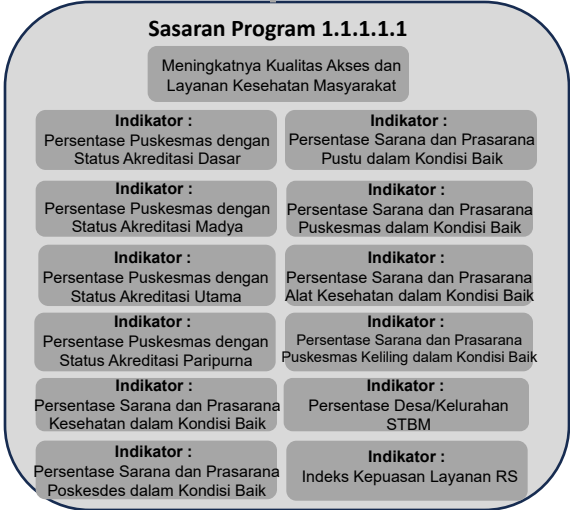 Sasaran Program 1.1.1.1.1
Meningkatnya Kualitas Akses dan
Layanan Kesehatan Masyarakat
Indikator :
Persentase Puskesmas dengan
Status Akreditasi Dasar
Indikator :
Persentase Sarana dan Prasarana
Pustu dalam Kondisi Baik
Indikator :
Persentase Puskesmas dengan
Status Akreditasi Madya
Indikator :
Persentase Sarana dan Prasarana
Puskesmas dalam Kondisi Baik
Indikator :
Persentase Puskesmas dengan
Status Akreditasi Utama
Indikator :
Persentase Sarana dan Prasarana
Alat Kesehatan dalam Kondisi Baik
Indikator :
Persentase Puskesmas dengan
Status Akreditasi Paripurna
Indikator :
Persentase Sarana dan Prasarana
Puskesmas Keliling dalam Kondisi Baik
Indikator :
Persentase Sarana dan Prasarana
Kesehatan dalam Kondisi Baik
Indikator :
Persentase Desa/Kelurahan
STBM
Indikator :
Persentase Sarana dan Prasarana
Poskesdes dalam Kondisi Baik
Indikator :
Indeks Kepuasan Layanan RS